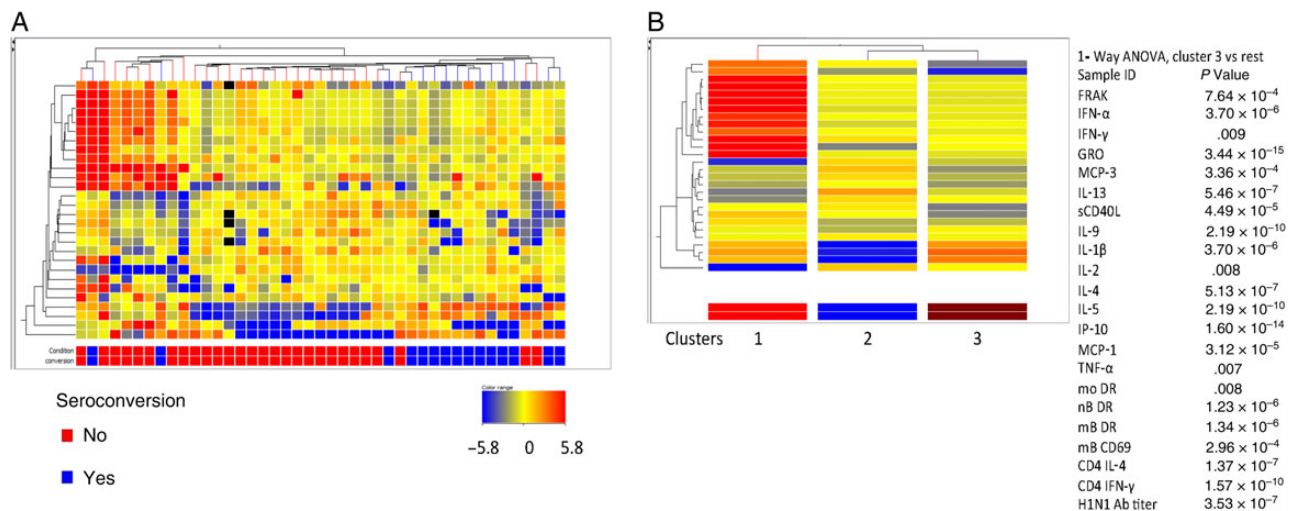 A
Condition
conversion
Seroconversion
No
Yes
Color range
−5.8 0 5.8
B
Clusters 1 2 3
1- Way ANOVA, cluster 3 vs rest
Sample ID P Value
FRAK 7.64 × 10⁻⁴
IFN-α 3.70 × 10⁻⁶
IFN-γ .009
GRO 3.44 × 10⁻¹⁵
MCP-3 3.36 × 10⁻⁴
IL-13 5.46 × 10⁻⁷
sCD40L 4.49 × 10⁻⁵
IL-9 2.19 × 10⁻¹⁰
IL-1β 3.70 × 10⁻⁶
IL-2 .008
IL-4 5.13 × 10⁻⁷
IL-5 2.19 × 10⁻¹⁰
IP-10 1.60 × 10⁻¹⁴
MCP-1 3.12 × 10⁻⁵
TNF-α .007
mo DR .008
nB DR 1.23 × 10⁻⁶
mB DR 1.34 × 10⁻⁶
mB CD69 2.96 × 10⁻⁴
CD4 IL-4 1.37 × 10⁻⁷
CD4 IFN-γ 1.57 × 10⁻¹⁰
H1N1 Ab titer 3.53 × 10⁻⁷